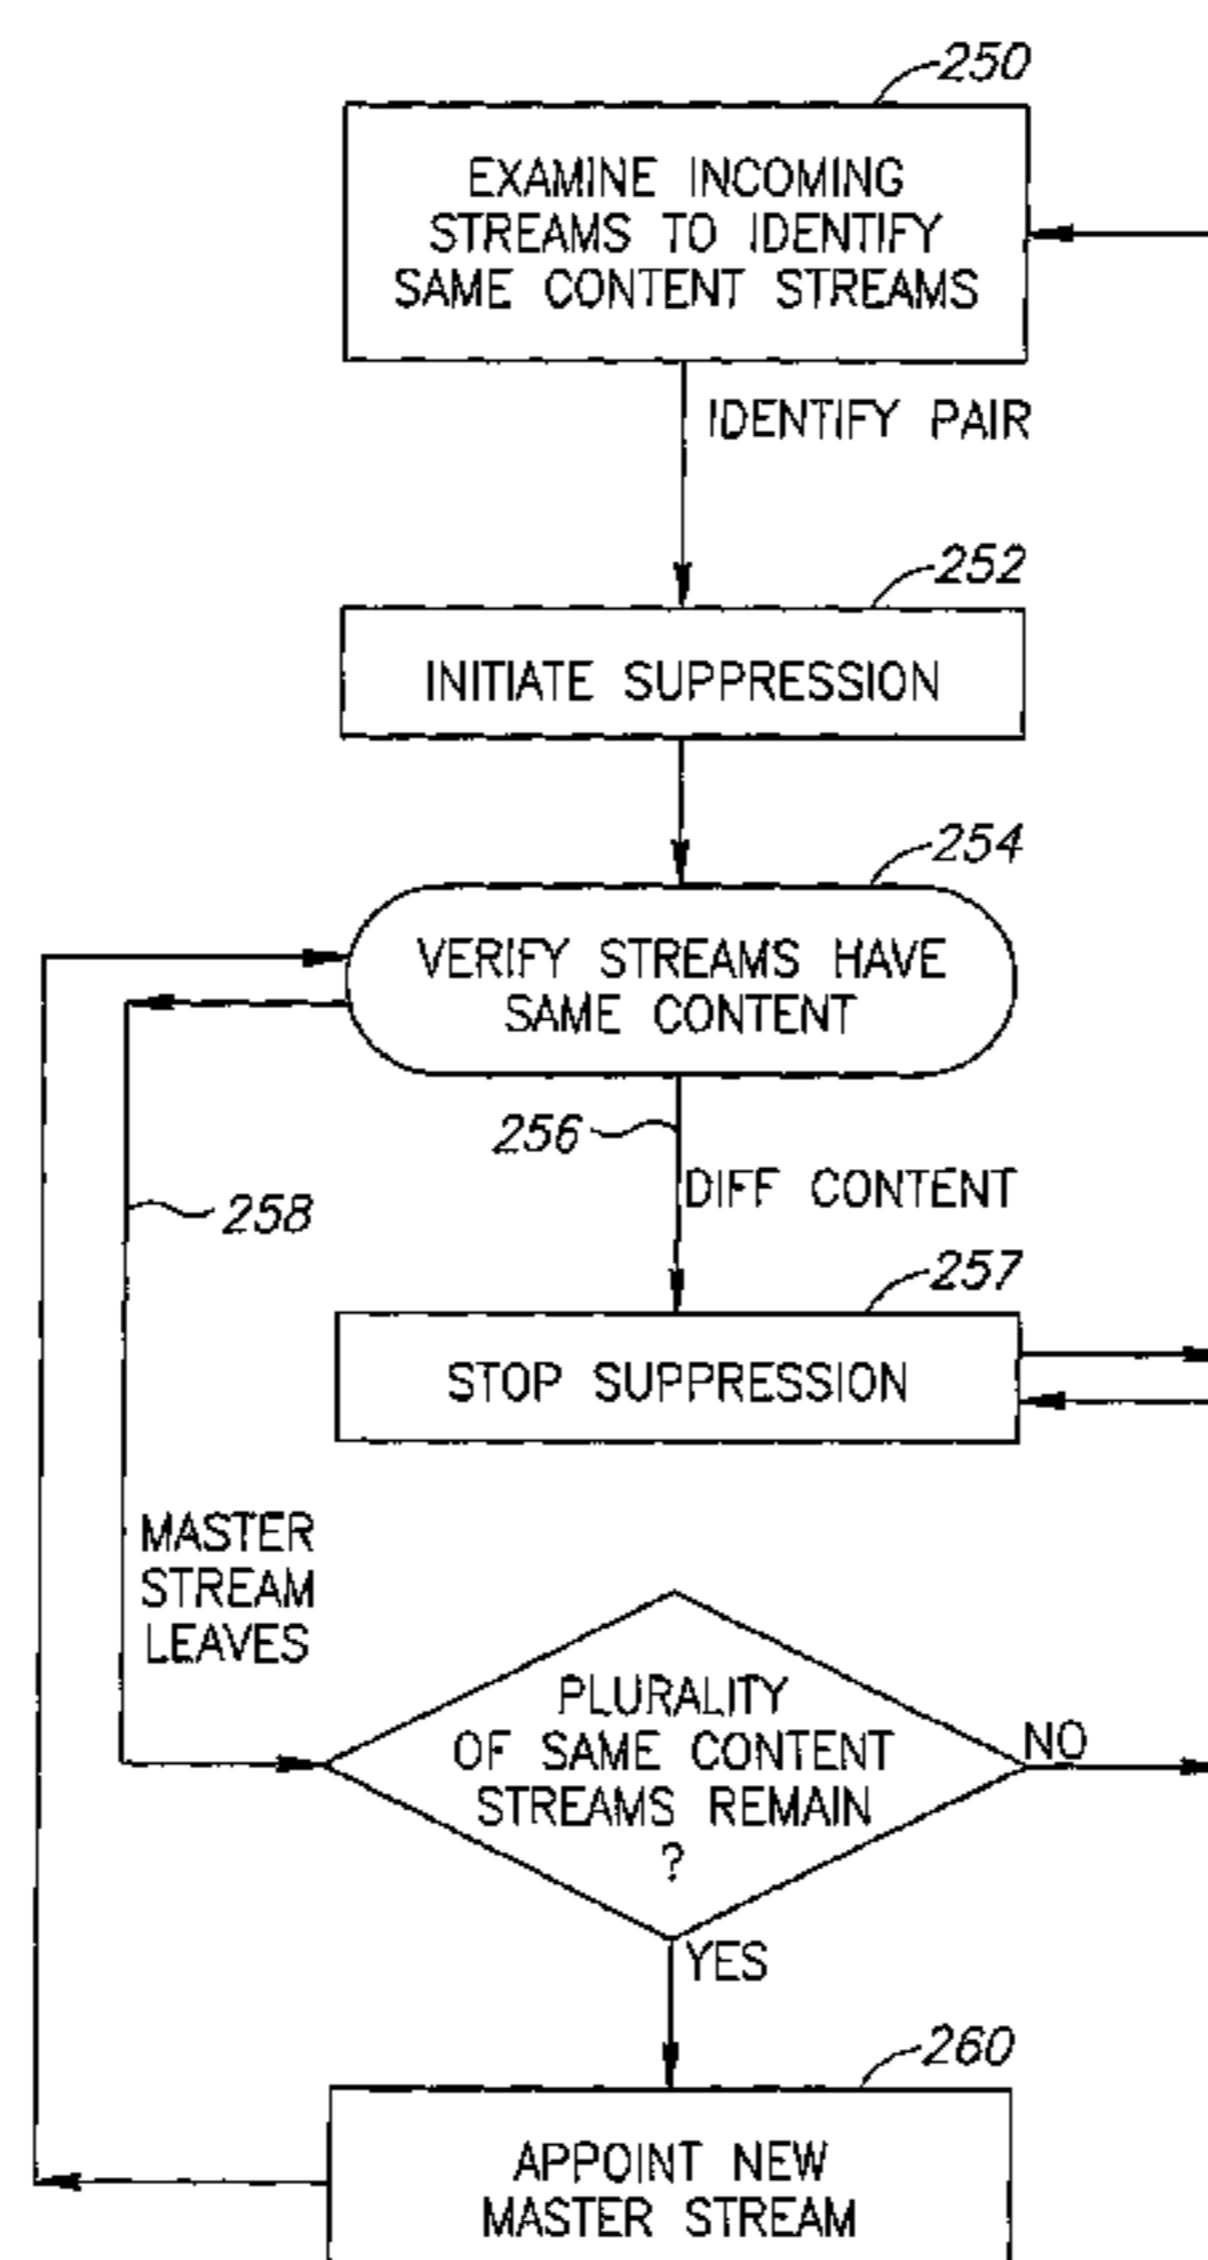 250
EXAMINE INCOMING
STREAMS TO IDENTIFY
SAME CONTENT STREAMS
IDENTIFY PAIR
252
INITIATE SUPPRESSION
254
VERIFY STREAMS HAVE
SAME CONTENT
256
DIFF CONTENT
258
257
STOP SUPPRESSION
MASTER
STREAM
LEAVES
PLURALITY
OF SAME CONTENT
STREAMS REMAIN
?
NO
YES
260
APPOINT NEW
MASTER STREAM